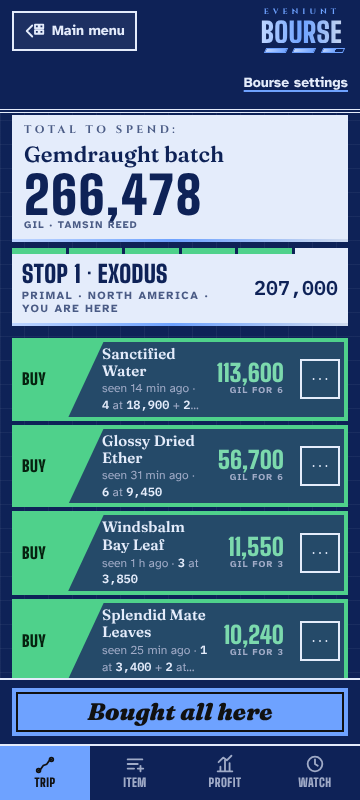 Main menu
EVENIUNT
BOURSE
Bourse settings
TOTAL TO SPEND:
Gemdraught batch
266,478
GIL · TAMSIN REED
STOP 1 · EXODUS
PRIMAL · NORTH AMERICA ·
YOU ARE HERE
207,000
BUY
Sanctified
Water
seen 14 min ago ·
4 at 18,900 + 2...
113,600
GIL FOR 6
...
BUY
Glossy Dried
Ether
seen 31 min ago ·
6 at 9,450
56,700
GIL FOR 6
...
BUY
Windsbalm
Bay Leaf
seen 1 h ago · 3 at
3,850
11,550
GIL FOR 3
...
BUY
Splendid Mate
Leaves
seen 25 min ago · 1
at 3,400 + 2 at...
10,240
GIL FOR 3
...
Bought all here
TRIP
ITEM
PROFIT
WATCH